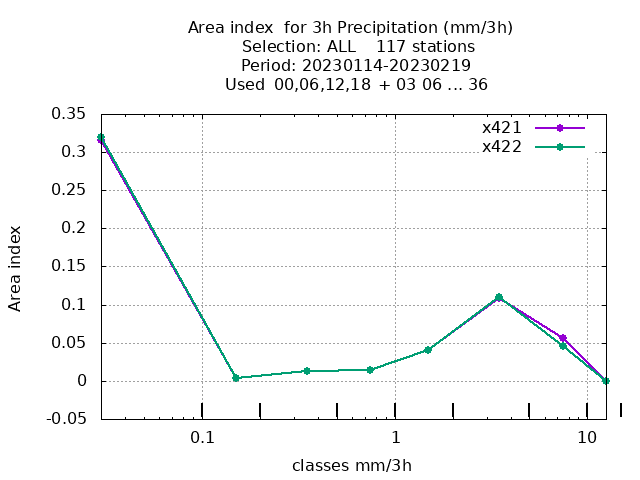 Area index for 3h Precipitation (mm/3h)
Selection: ALL 117 stations
Period: 20230114-20230219
Used 00,06,12,18 + 03 06 ... 36
x421
x422
0.35
0.3
0.25
0.2
0.15
0.1
0.05
0
-0.05
Area index
0.1 1 10
classes mm/3h